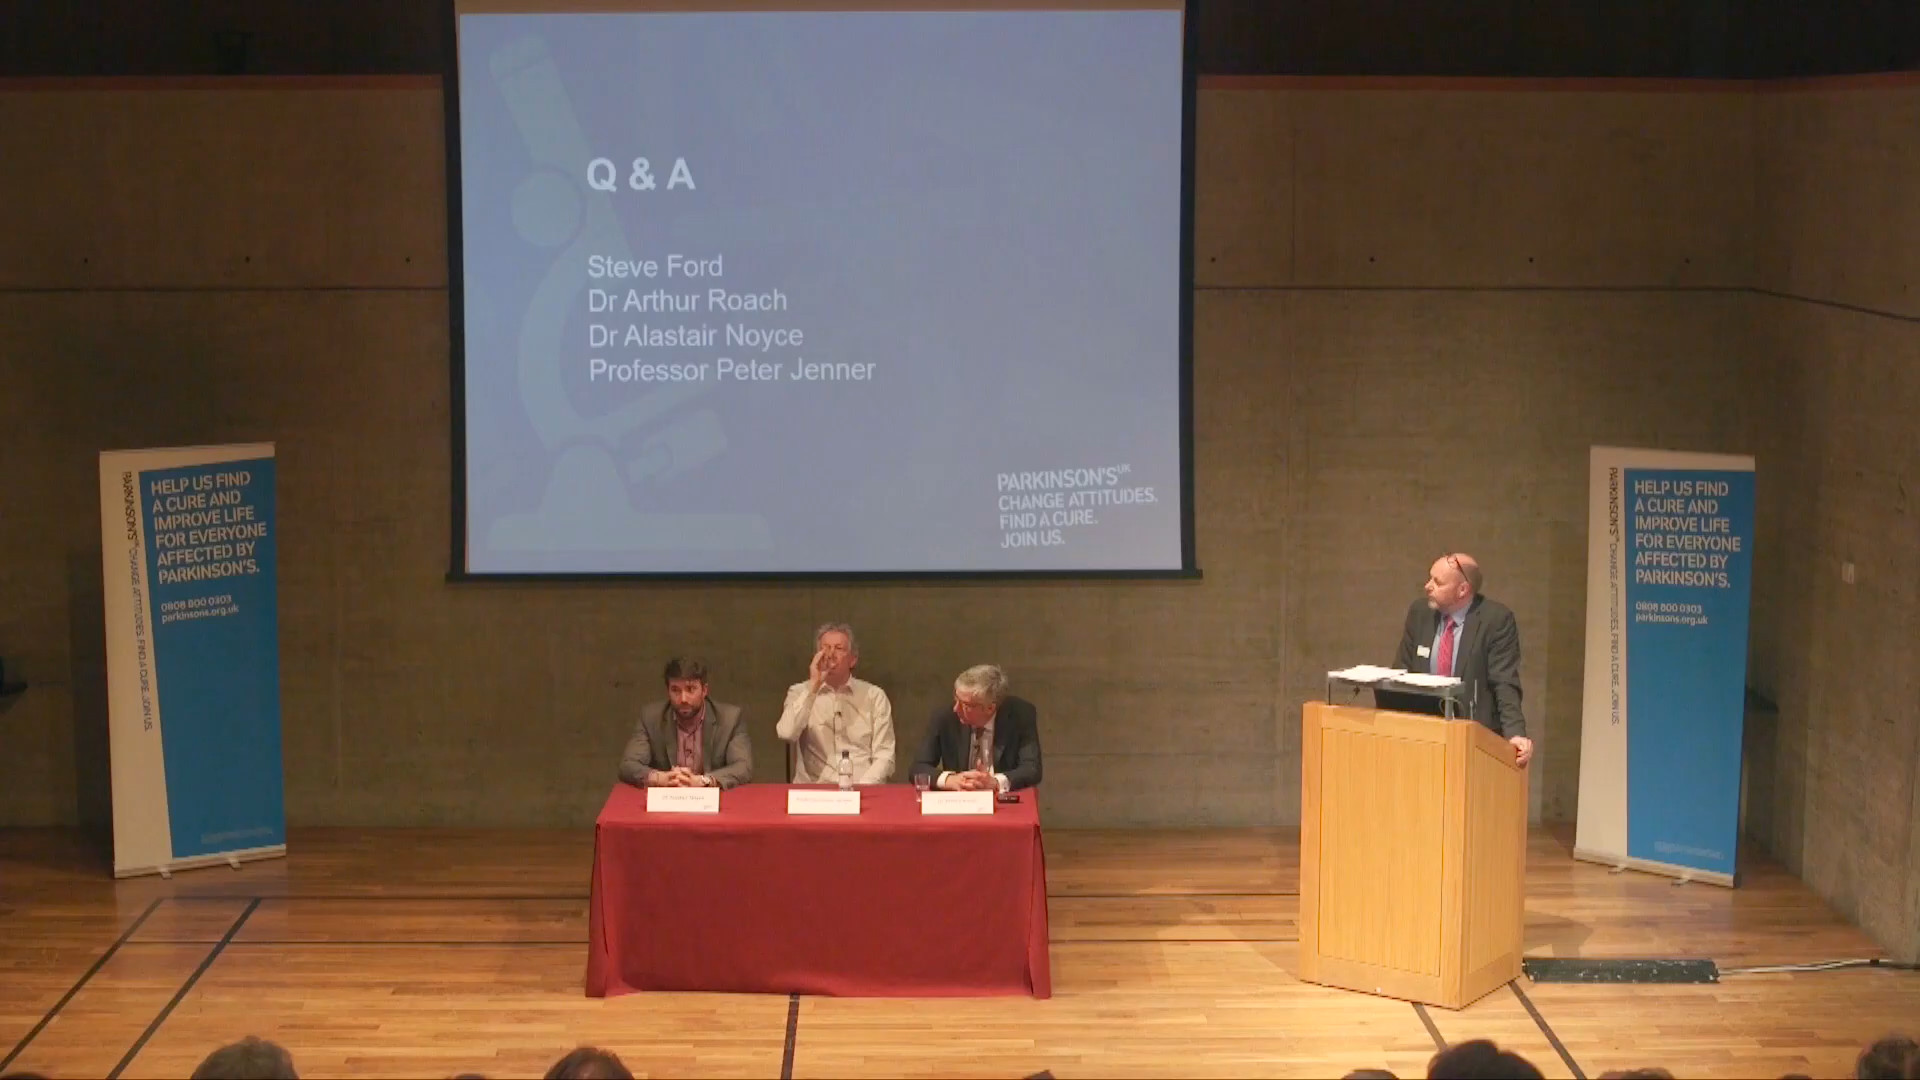 Q & A
Steve Ford
Dr Arthur Roach
Dr Alastair Noyce
Professor Peter Jenner
PARKINSON'S UK
CHANGE ATTITUDES.
FIND A CURE.
JOIN US.
PARKINSON'S UK CHANGE ATTITUDES. FIND A CURE. JOIN US.
HELP US FIND
A CURE AND
IMPROVE LIFE
FOR EVERYONE
AFFECTED BY
PARKINSON'S.
0808 800 0303
parkinsons.org.uk
PARKINSON'S UK CHANGE ATTITUDES. FIND A CURE. JOIN US.
HELP US FIND
A CURE AND
IMPROVE LIFE
FOR EVERYONE
AFFECTED BY
PARKINSON'S.
0808 800 0303
parkinsons.org.uk